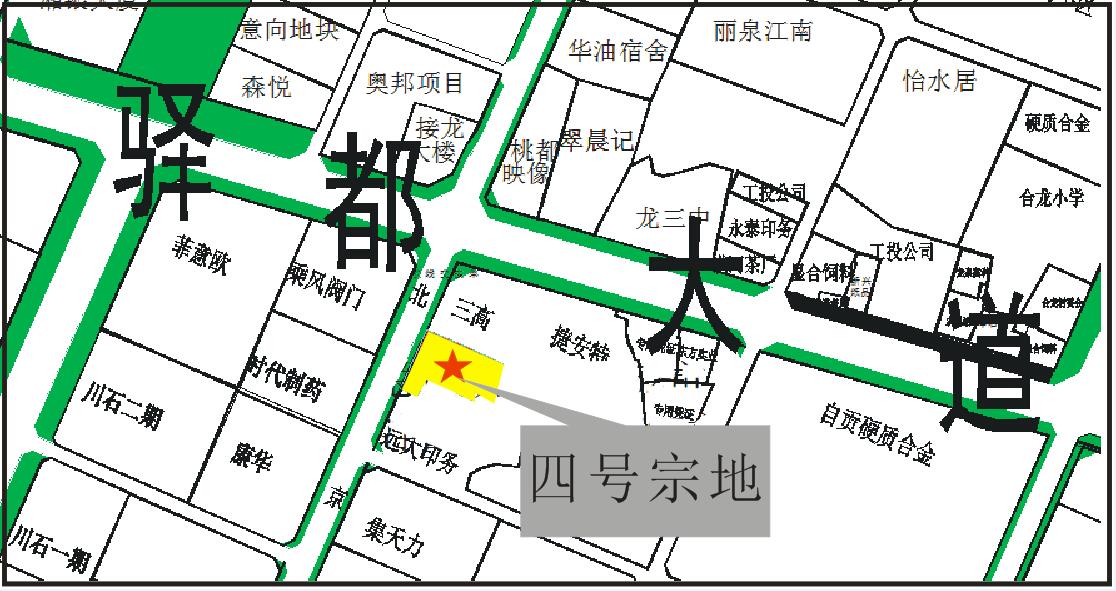 意向地块
森悦
奥邦项目
接龙
大楼
华油宿舍
丽泉江南
怡水居
硬质合金
合龙小学
桃都
映像
翠晨记
龙三中
工投公司
永泰印务
工投公司
驿都大道
菲意欧
乘风阀门
时代制药
川石二期
康华
川石一期
北
京
三高
捷安特
远大印务
集天力
四号宗地
自贡硬质合金